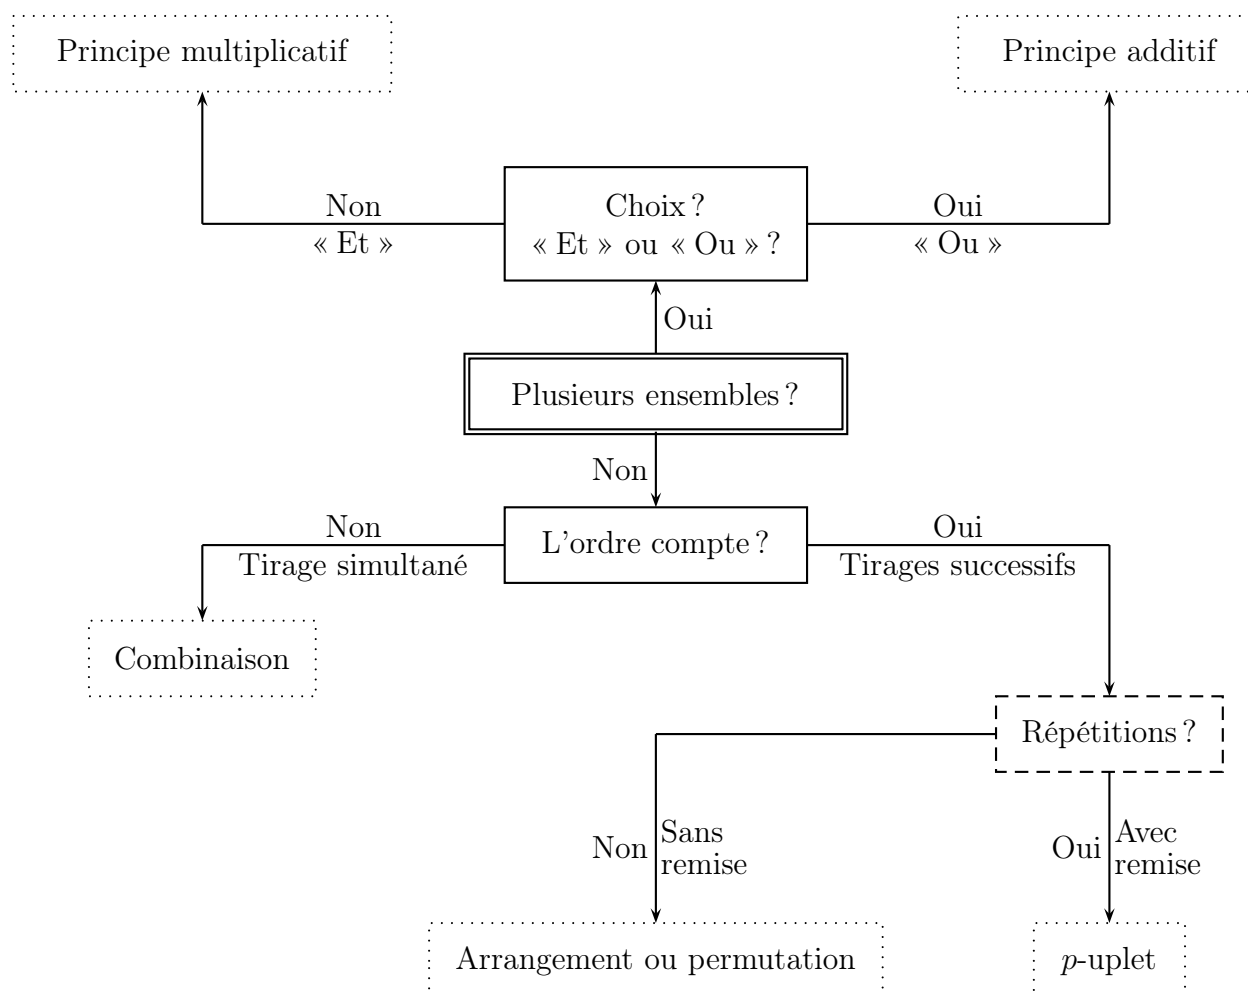 Principe multiplicatif
Principe additif
Non
« Et »
Choix ?
« Et » ou « Ou » ?
Oui
« Ou »
Oui
Plusieurs ensembles ?
Non
Non
Tirage simultané
L'ordre compte ?
Oui
Tirages successifs
Combinaison
Répétitions ?
Non
Sans
remise
Oui
Avec
remise
Arrangement ou permutation
p-uplet